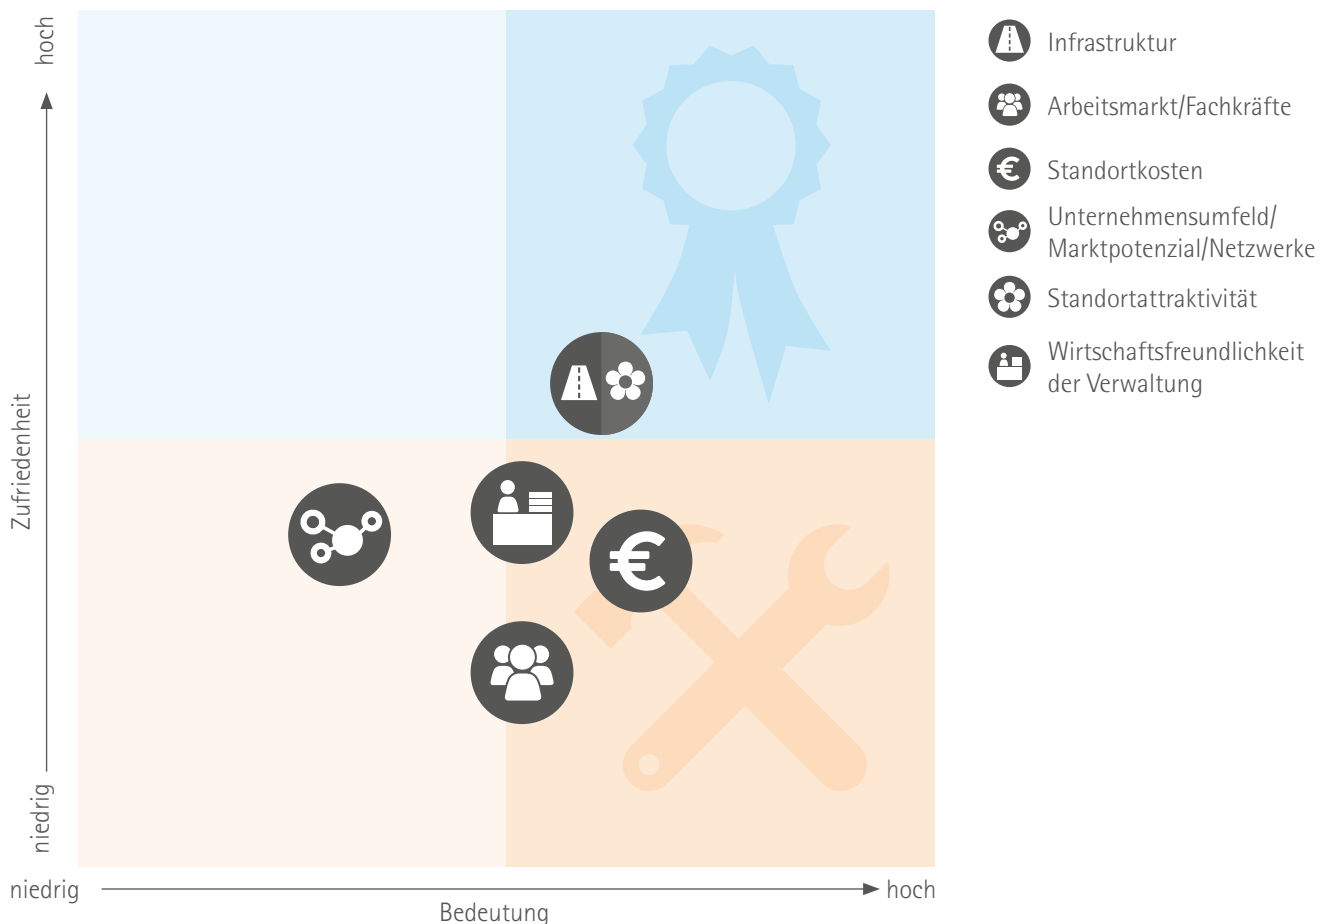 hoch
Zufriedenheit
niedrig
niedrig
hoch
Bedeutung
Infrastruktur
Arbeitsmarkt/Fachkräfte
€
Standortkosten
Unternehmensumfeld/
Marktpotenzial/Netzwerke
Standortattraktivität
Wirtschaftsfreundlichkeit
der Verwaltung
€